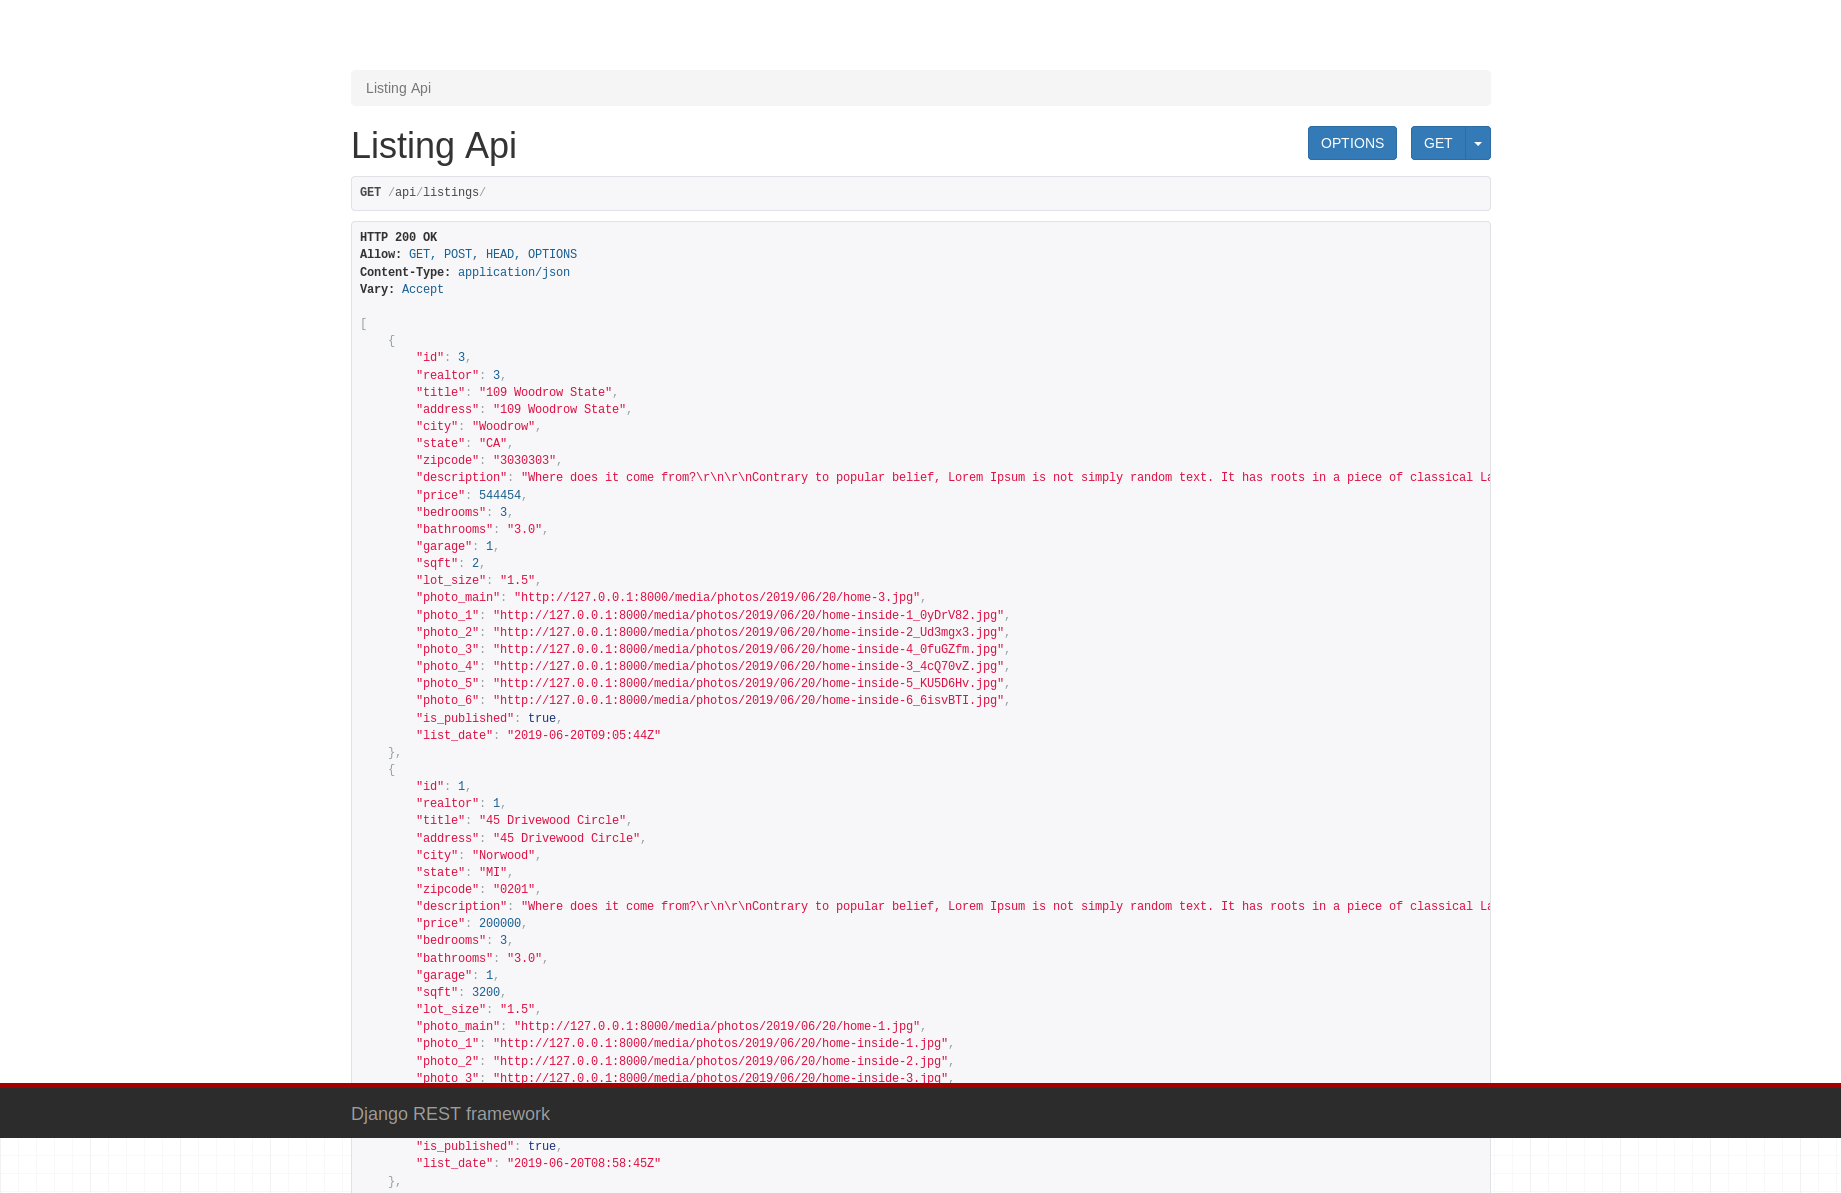 Listing Api
Listing Api
OPTIONS
GET
GET /api/listings/
HTTP 200 OK
Allow: GET, POST, HEAD, OPTIONS
Content-Type: application/json
Vary: Accept
[
{
"id": 3,
"realtor": 3,
"title": "109 Woodrow State",
"address": "109 Woodrow State",
"city": "Woodrow",
"state": "CA",
"zipcode": "3030303",
"description": "Where does it come from?\r\n\r\nContrary to popular belief, Lorem Ipsum is not simply random text. It has roots in a piece of classical La
"price": 544454,
"bedrooms": 3,
"bathrooms": "3.0",
"garage": 1,
"sqft": 2,
"lot_size": "1.5",
"photo_main": "http://127.0.0.1:8000/media/photos/2019/06/20/home-3.jpg",
"photo_1": "http://127.0.0.1:8000/media/photos/2019/06/20/home-inside-1_0yDrV82.jpg",
"photo_2": "http://127.0.0.1:8000/media/photos/2019/06/20/home-inside-2_Ud3mgx3.jpg",
"photo_3": "http://127.0.0.1:8000/media/photos/2019/06/20/home-inside-4_0fuGZfm.jpg",
"photo_4": "http://127.0.0.1:8000/media/photos/2019/06/20/home-inside-3_4cQ70vZ.jpg",
"photo_5": "http://127.0.0.1:8000/media/photos/2019/06/20/home-inside-5_KU5D6Hv.jpg",
"photo_6": "http://127.0.0.1:8000/media/photos/2019/06/20/home-inside-6_6isvBTI.jpg",
"is_published": true,
"list_date": "2019-06-20T09:05:44Z"
},
{
"id": 1,
"realtor": 1,
"title": "45 Drivewood Circle",
"address": "45 Drivewood Circle",
"city": "Norwood",
"state": "MI",
"zipcode": "0201",
"description": "Where does it come from?\r\n\r\nContrary to popular belief, Lorem Ipsum is not simply random text. It has roots in a piece of classical La
"price": 200000,
"bedrooms": 3,
"bathrooms": "3.0",
"garage": 1,
"sqft": 3200,
"lot_size": "1.5",
"photo_main": "http://127.0.0.1:8000/media/photos/2019/06/20/home-1.jpg",
"photo_1": "http://127.0.0.1:8000/media/photos/2019/06/20/home-inside-1.jpg",
"photo_2": "http://127.0.0.1:8000/media/photos/2019/06/20/home-inside-2.jpg",
"photo_3": "http://127.0.0.1:8000/media/photos/2019/06/20/home-inside-3.jpg",
Django REST framework
"is_published": true,
"list_date": "2019-06-20T08:58:45Z"
},